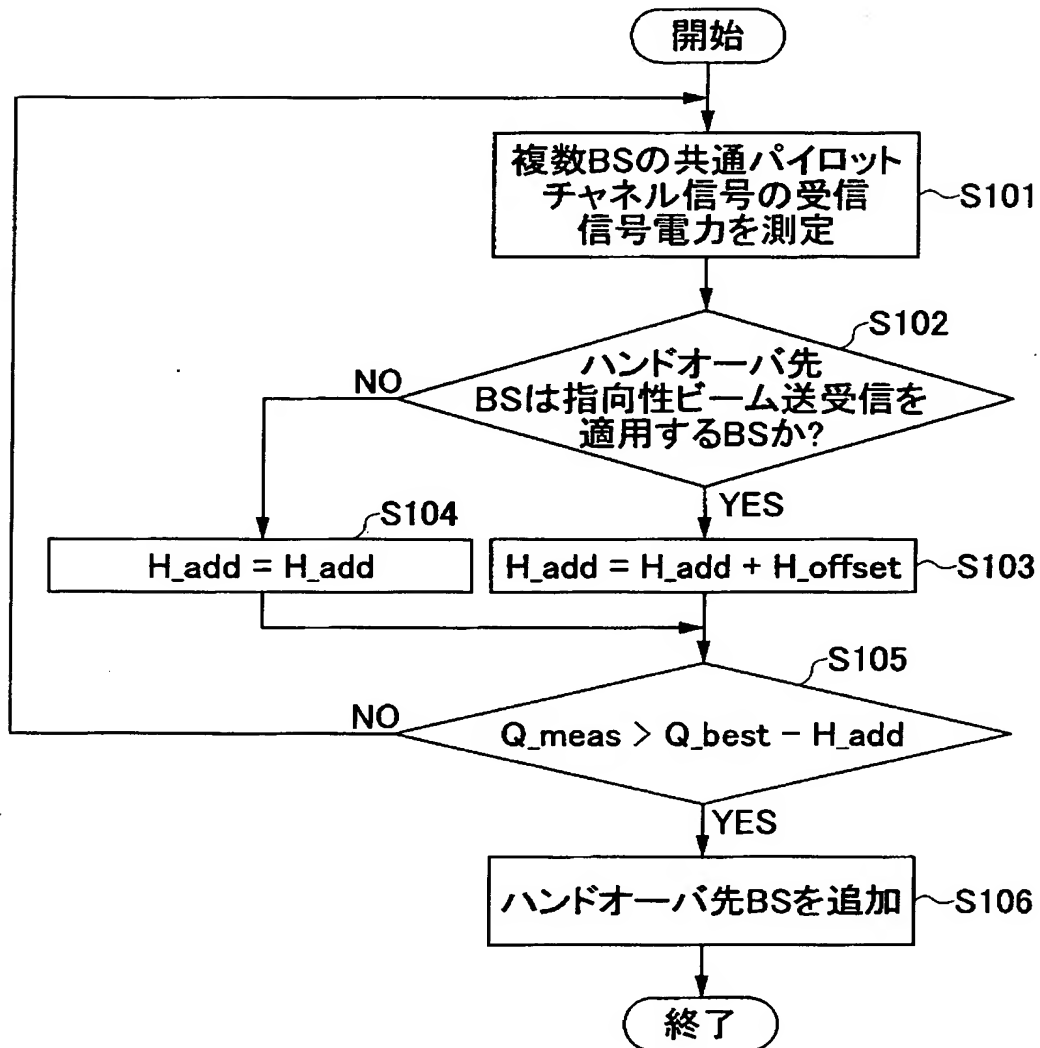 開始
複数BSの共通パイロット
チャネル信号の受信
信号電力を測定
S101
S102
ハンドオーバ先
BSは指向性ビーム送受信を
適用するBSか?
NO
YES
S104
H_add = H_add
H_add = H_add + H_offset
S103
S105
NO
Q_meas > Q_best − H_add
YES
ハンドオーバ先BSを追加
S106
終了